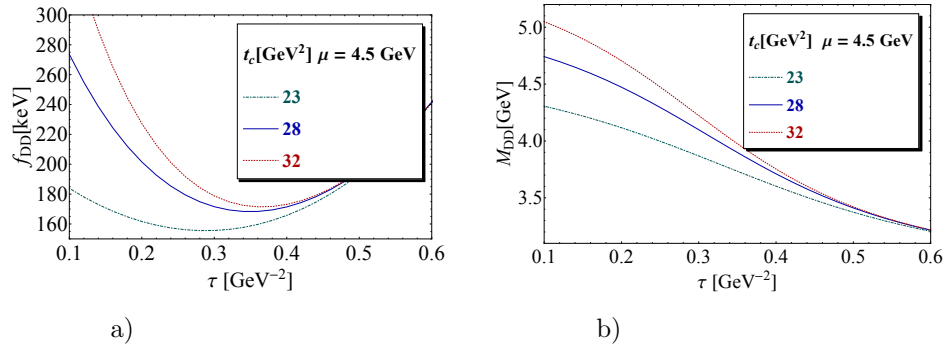 300
280
260
240
220
200
180
160
f_DD[keV]
t_c[GeV²] μ = 4.5 GeV
23
28
32
0.1 0.2 0.3 0.4 0.5 0.6
τ [GeV⁻²]
a)
5.0
4.5
4.0
3.5
M_DD[GeV]
t_c[GeV²] μ = 4.5 GeV
23
28
32
0.1 0.2 0.3 0.4 0.5 0.6
τ [GeV⁻²]
b)